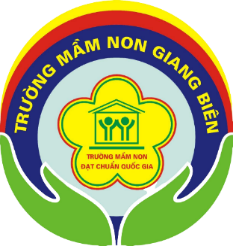 TRƯỜNG MẦM NON GIANG BIÊN
TRƯỜNG MẦM NON
ĐẠT CHUẨN QUỐC GIA